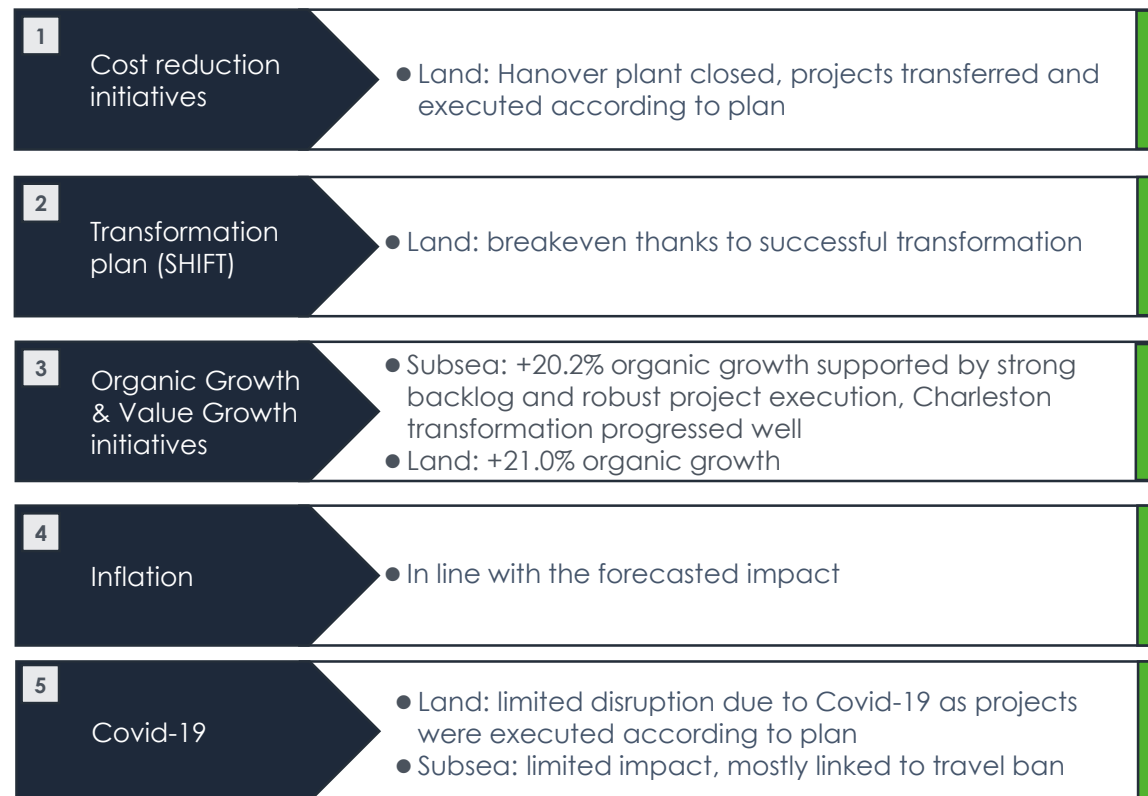 1
Cost reduction
initiatives
● Land: Hanover plant closed, projects transferred and
executed according to plan
2
Transformation
plan (SHIFT)
● Land: breakeven thanks to successful transformation
3
Organic Growth
& Value Growth
initiatives
● Subsea: +20.2% organic growth supported by strong
backlog and robust project execution, Charleston
transformation progressed well
● Land: +21.0% organic growth
4
Inflation
● In line with the forecasted impact
5
Covid-19
● Land: limited disruption due to Covid-19 as projects
were executed according to plan
● Subsea: limited impact, mostly linked to travel ban